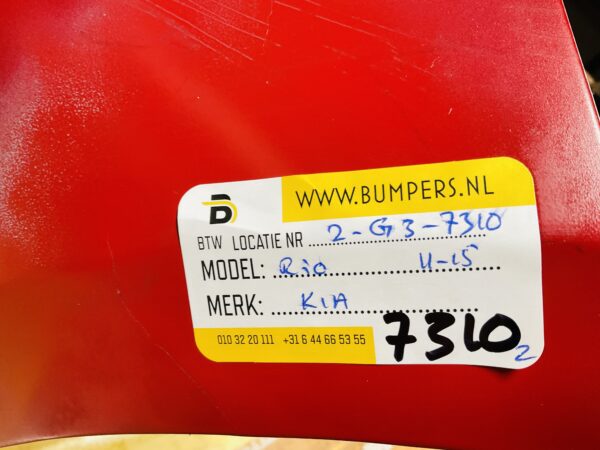 WWW.BUMPERS.NL
B
BTW LOCATIE NR 2-G3-7310
MODEL: Rio 11-15
MERK: KIA
010 32 20 111 +31 6 44 66 53 55
7310 2